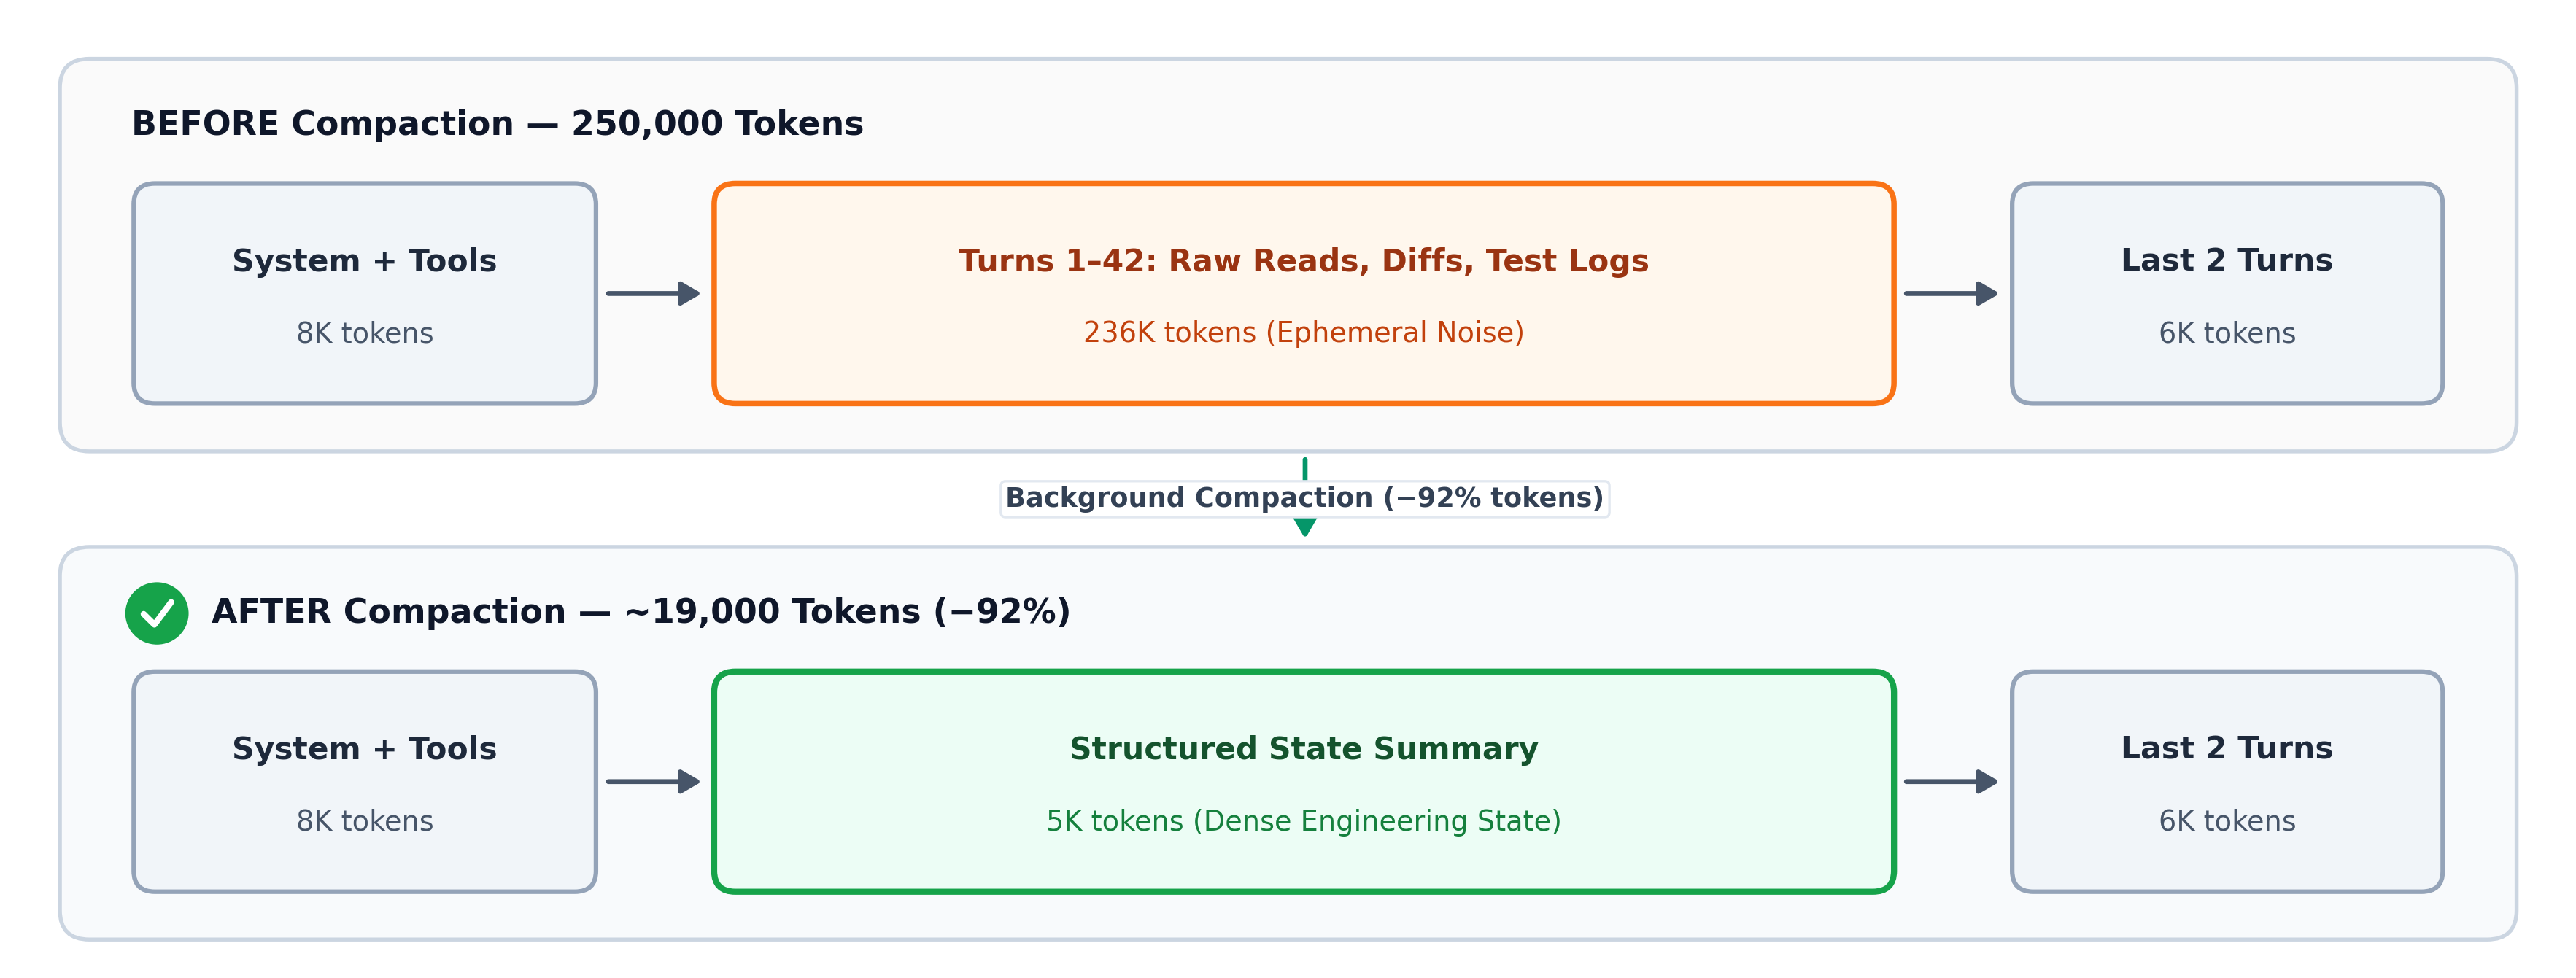 BEFORE Compaction — 250,000 Tokens
System + Tools
8K tokens
Turns 1–42: Raw Reads, Diffs, Test Logs
236K tokens (Ephemeral Noise)
Last 2 Turns
6K tokens
Background Compaction (−92% tokens)
AFTER Compaction — ~19,000 Tokens (−92%)
System + Tools
8K tokens
Structured State Summary
5K tokens (Dense Engineering State)
Last 2 Turns
6K tokens